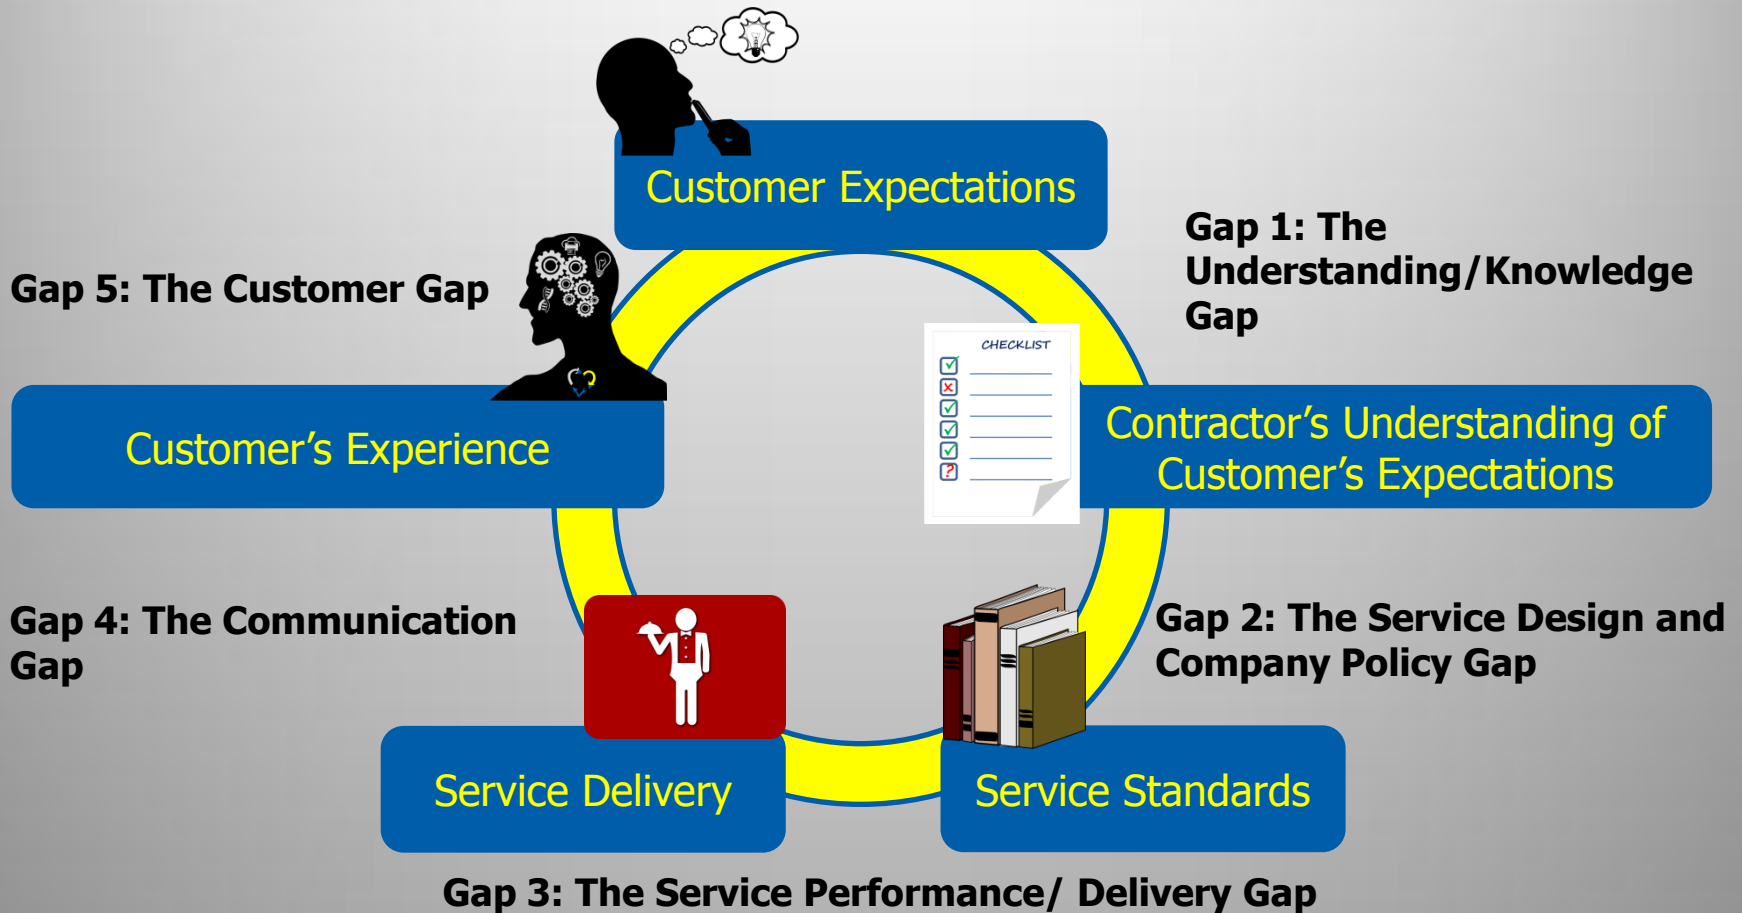 Customer Expectations
Gap 1: The
Understanding/Knowledge
Gap
Gap 5: The Customer Gap
CHECKLIST
?
Customer’s Experience
Contractor’s Understanding of
Customer’s Expectations
Gap 4: The Communication
Gap
Gap 2: The Service Design and
Company Policy Gap
Service Delivery
Service Standards
Gap 3: The Service Performance/ Delivery Gap